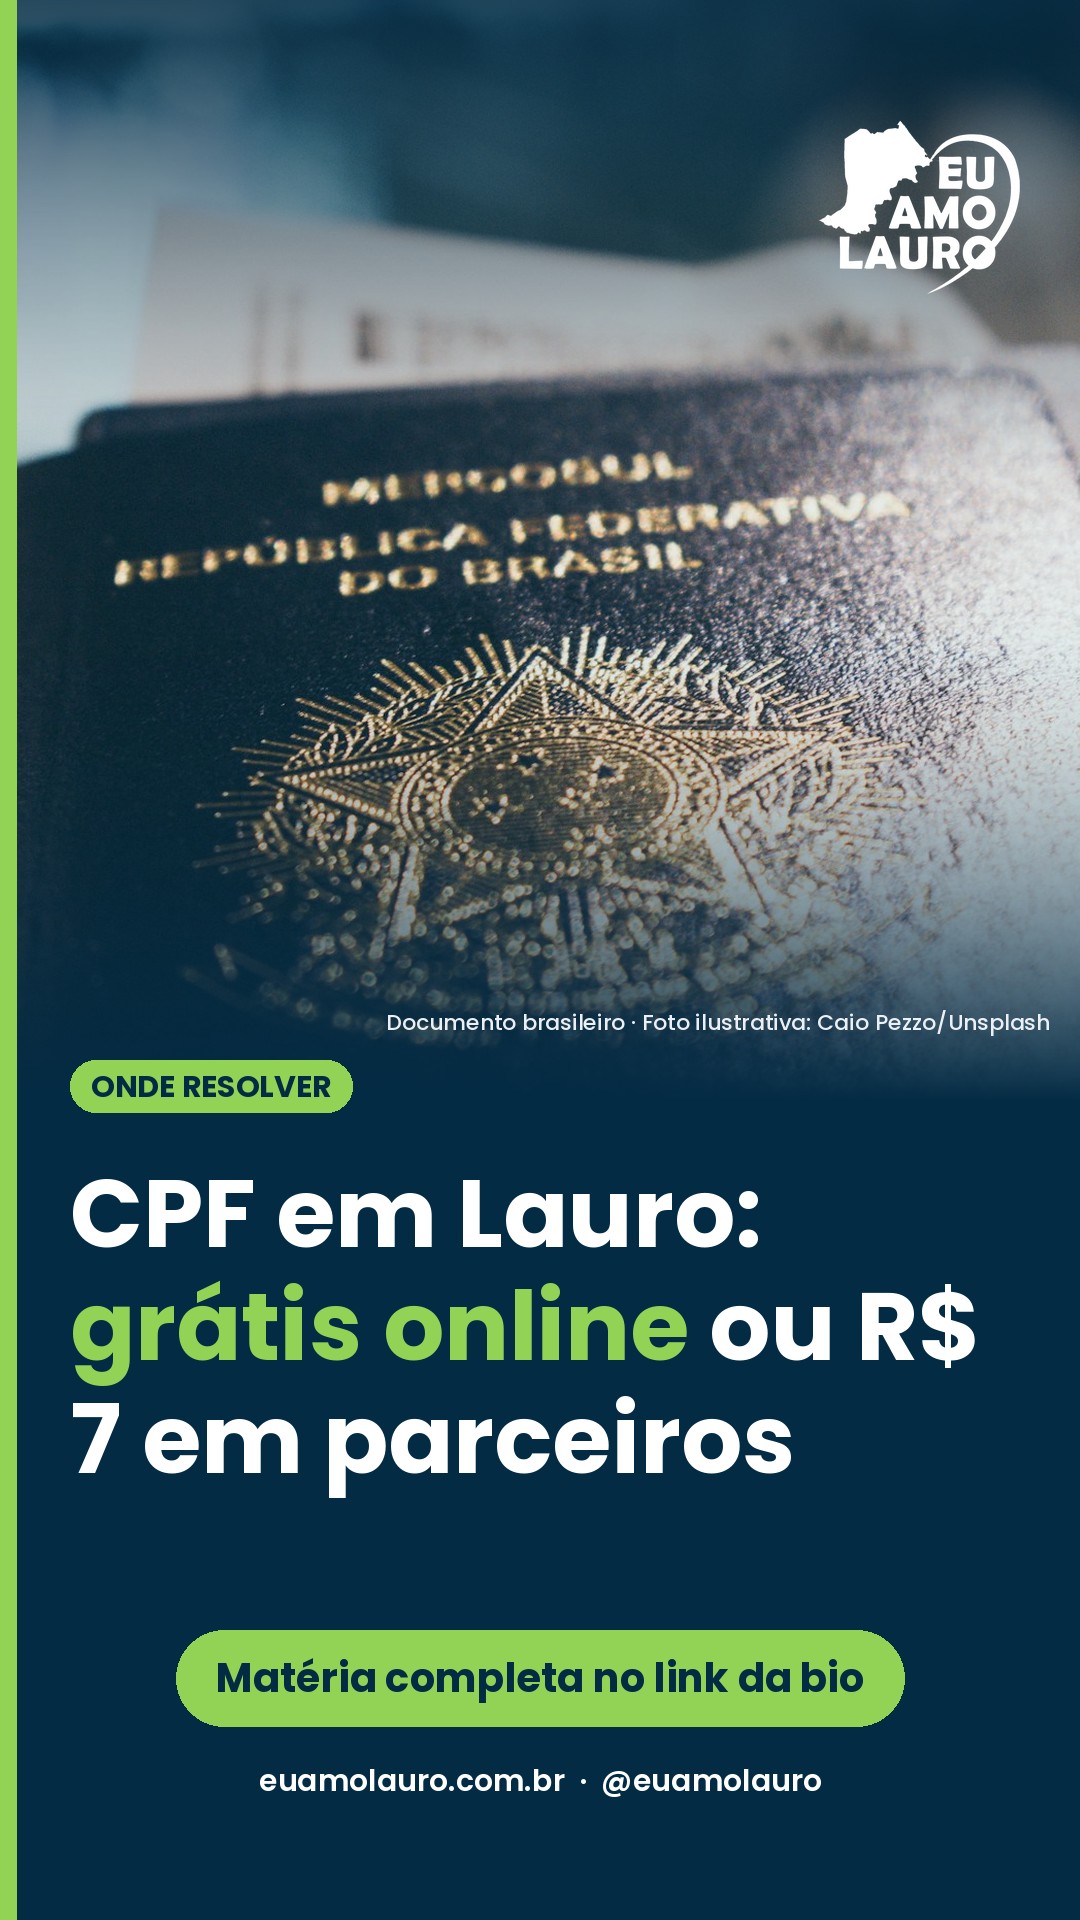 EU
AMO
LAURO
MERCOSUL
REPÚBLICA FEDERATIVA
DO BRASIL
Documento brasileiro · Foto ilustrativa: Caio Pezzo/Unsplash
ONDE RESOLVER
CPF em Lauro:
grátis online ou R$
7 em parceiros
Matéria completa no link da bio
euamolauro.com.br · @euamolauro